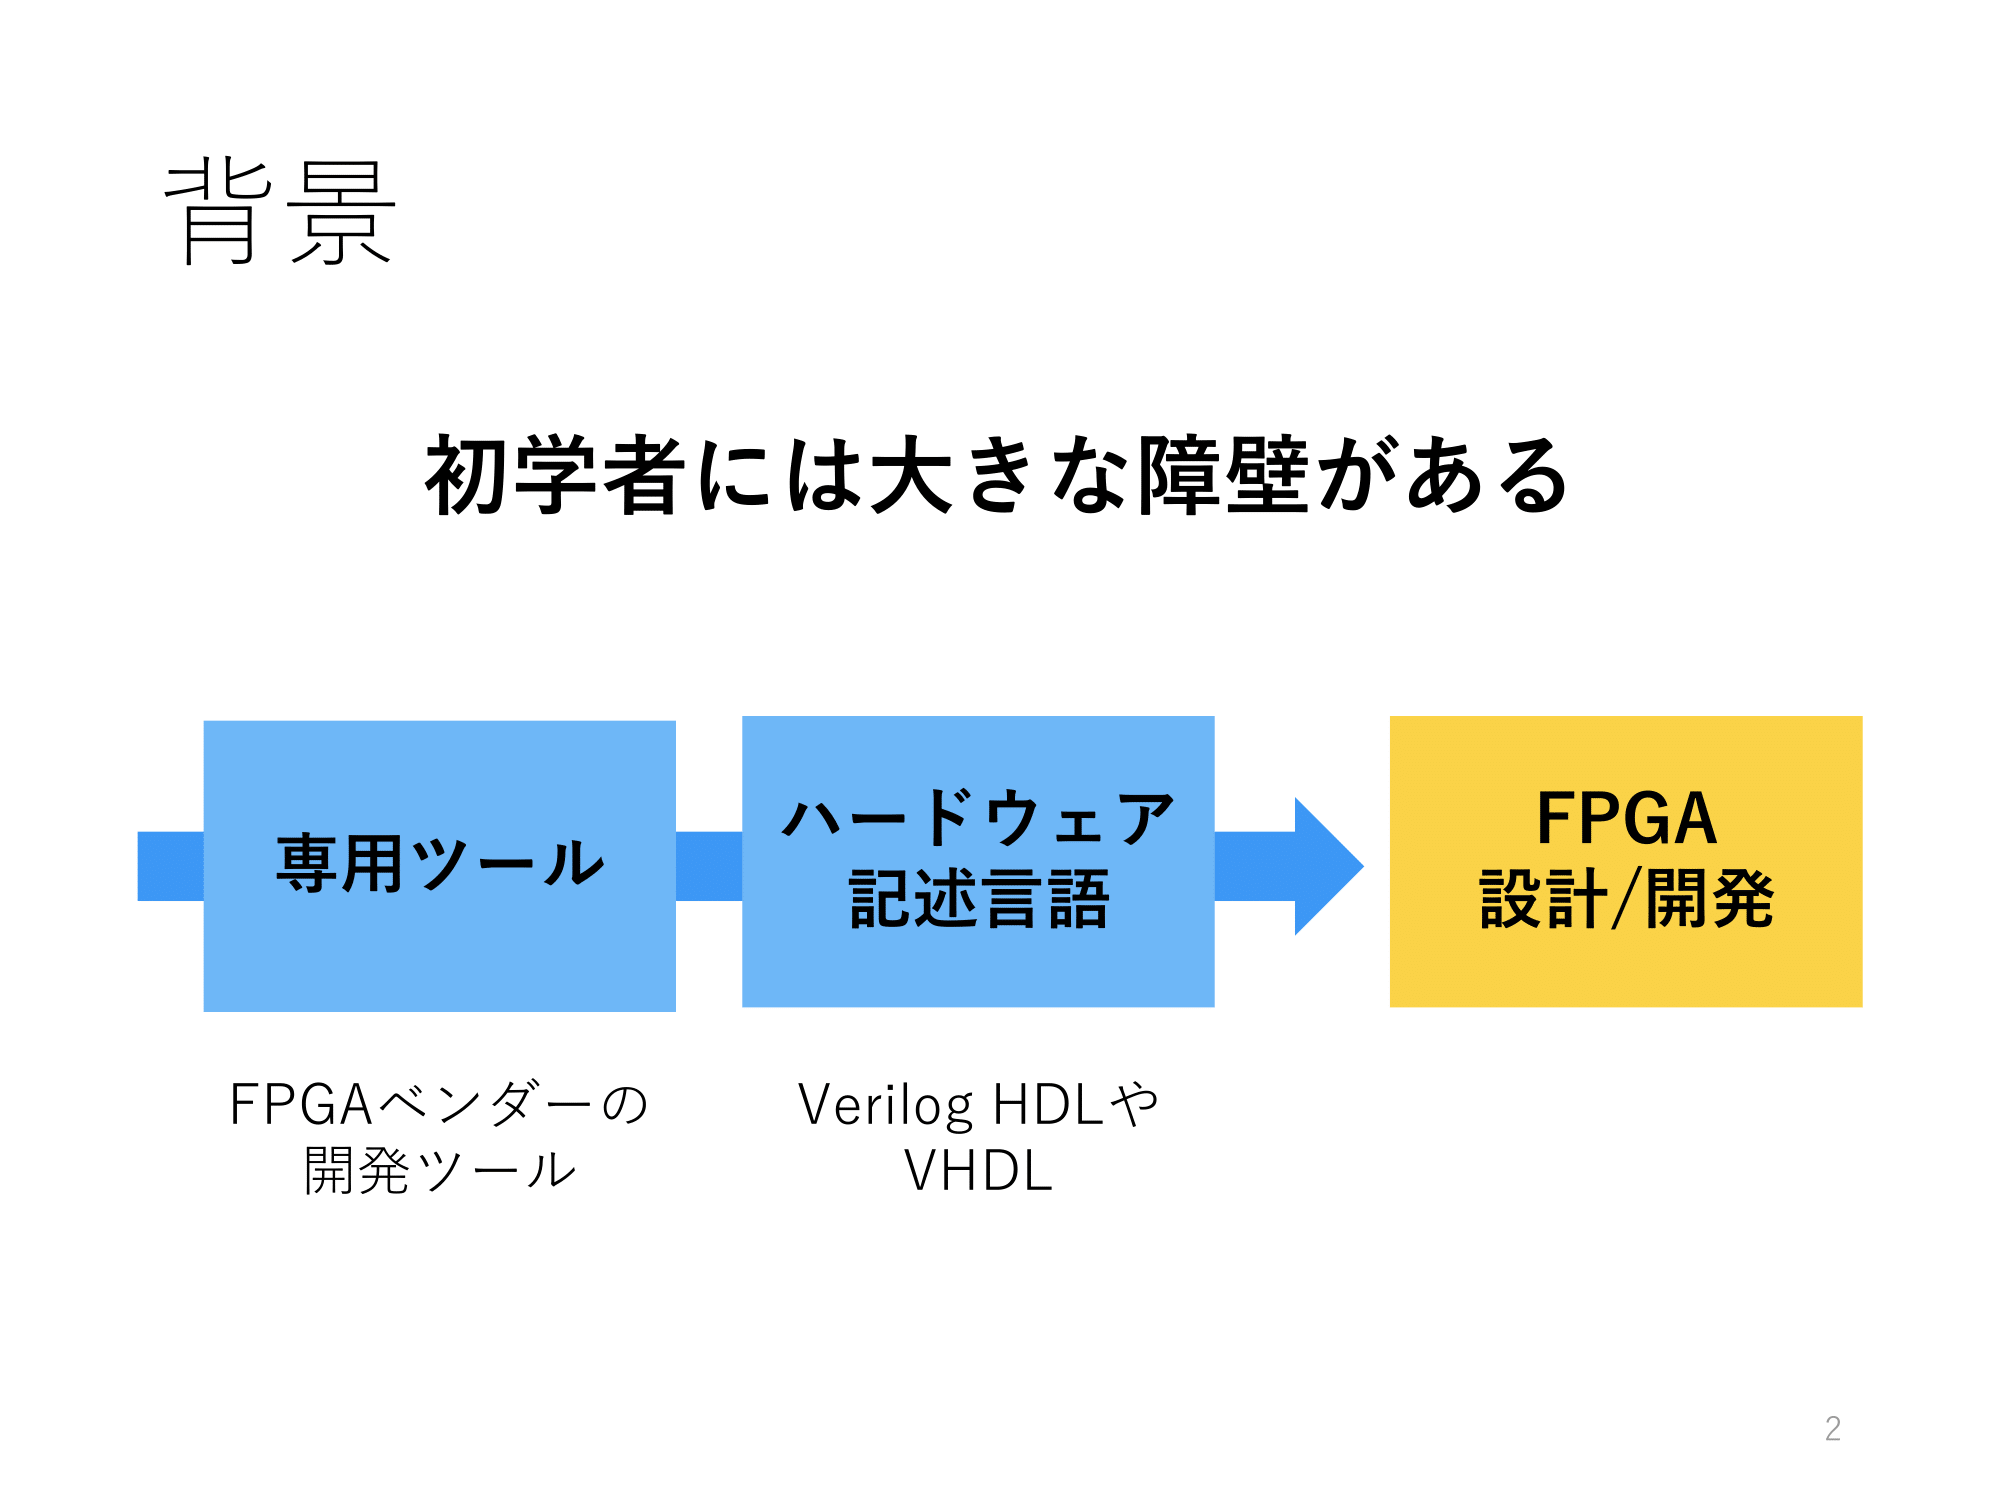 背景
初学者には大きな障壁がある
専用ツール
ハードウェア
記述言語
FPGA
設計/開発
FPGAベンダーの
開発ツール
Verilog HDLや
VHDL
2